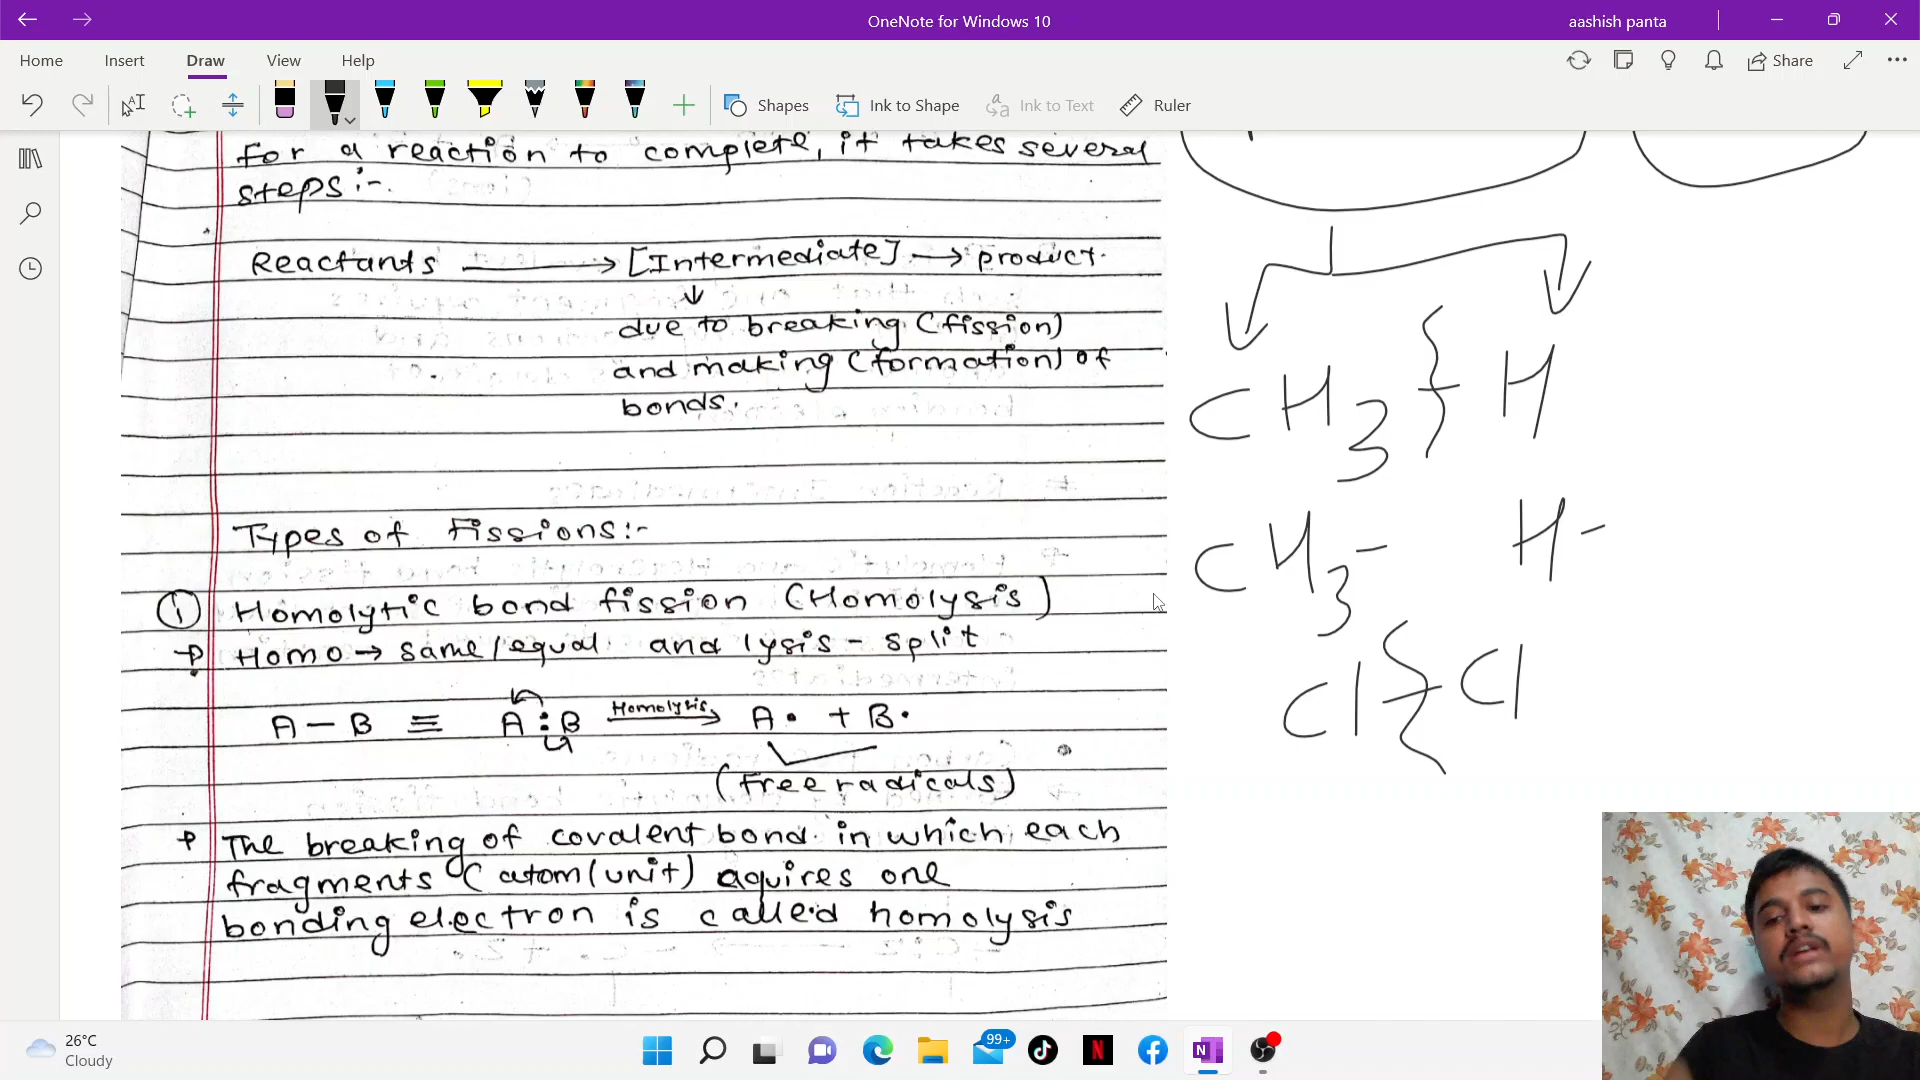 OneNote for Windows 10
aashish panta
Home Insert Draw View Help
Share
Shapes Ink to Shape Ink to Text Ruler
For a reaction to complete, it takes several
steps :-
Reactants → [Intermediate] → product.
↓
due to breaking (fission)
and making (formation) of
bonds.
Types of Fissions:-
① Homolytic bond fission (Homolysis)
Homo → same/equal and lysis - split
A — B ≡ A : B Homolysis → A• + B•
(free radicals)
The breaking of covalent bond in which each
fragments (atom/unit) aquires one
bonding electron is called homolysis
CH3 } H
CH3- H-
Cl } Cl
26°C
Cloudy
99+